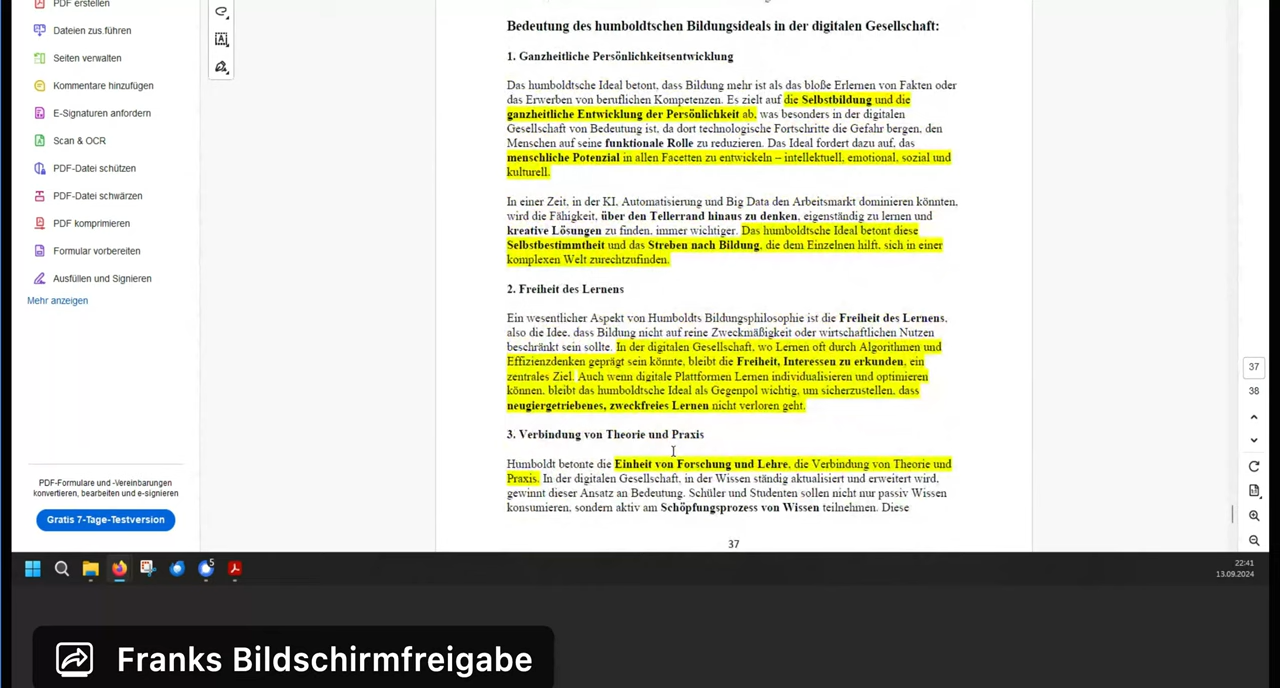 PDF erstellen
Dateien zus führen
Seiten verwalten
Kommentare hinzufügen
E-Signaturen anfordern
Scan & OCR
PDF-Datei schützen
PDF-Datei schwärzen
PDF komprimieren
Formular vorbereiten
Ausfüllen und Signieren
Mehr anzeigen
PDF-Formulare und -Vereinbarungen
konvertieren, bearbeiten und e-signieren
Gratis 7-Tage-Testversion
Bedeutung des humboldtschen Bildungsideals in der digitalen Gesellschaft:
1. Ganzheitliche Persönlichkeitsentwicklung
Das humboldtsche Ideal betont, dass Bildung mehr ist als das bloße Erlernen von Fakten oder
das Erwerben von beruflichen Kompetenzen. Es zielt auf die Selbstbildung und die
ganzheitliche Entwicklung der Persönlichkeit ab, was besonders in der digitalen
Gesellschaft von Bedeutung ist, da dort technologische Fortschritte die Gefahr bergen, den
Menschen auf seine funktionale Rolle zu reduzieren. Das Ideal fordert dazu auf, das
menschliche Potenzial in allen Facetten zu entwickeln – intellektuell, emotional, sozial und
kulturell.
In einer Zeit, in der KI, Automatisierung und Big Data den Arbeitsmarkt dominieren könnten,
wird die Fähigkeit, über den Tellerrand hinaus zu denken, eigenständig zu lernen und
kreative Lösungen zu finden, immer wichtiger. Das humboldtsche Ideal betont diese
Selbstbestimmtheit und das Streben nach Bildung, die dem Einzelnen hilft, sich in einer
komplexen Welt zurechtzufinden.
2. Freiheit des Lernens
Ein wesentlicher Aspekt von Humboldts Bildungsphilosophie ist die Freiheit des Lernens,
also die Idee, dass Bildung nicht auf reine Zweckmäßigkeit oder wirtschaftlichen Nutzen
beschränkt sein sollte. In der digitalen Gesellschaft, wo Lernen oft durch Algorithmen und
Effizienzdenken geprägt sein könnte, bleibt die Freiheit, Interessen zu erkunden, ein
zentrales Ziel. Auch wenn digitale Plattformen Lernen individualisieren und optimieren
können, bleibt das humboldtsche Ideal als Gegenpol wichtig, um sicherzustellen, dass
neugiergetriebenes, zweckfreies Lernen nicht verloren geht.
3. Verbindung von Theorie und Praxis
Humboldt betonte die Einheit von Forschung und Lehre, die Verbindung von Theorie und
Praxis. In der digitalen Gesellschaft, in der Wissen ständig aktualisiert und erweitert wird,
gewinnt dieser Ansatz an Bedeutung. Schüler und Studenten sollen nicht nur passiv Wissen
konsumieren, sondern aktiv am Schöpfungsprozess von Wissen teilnehmen. Diese
37
37
38
5
22:41
13.09.2024
Franks Bildschirmfreigabe